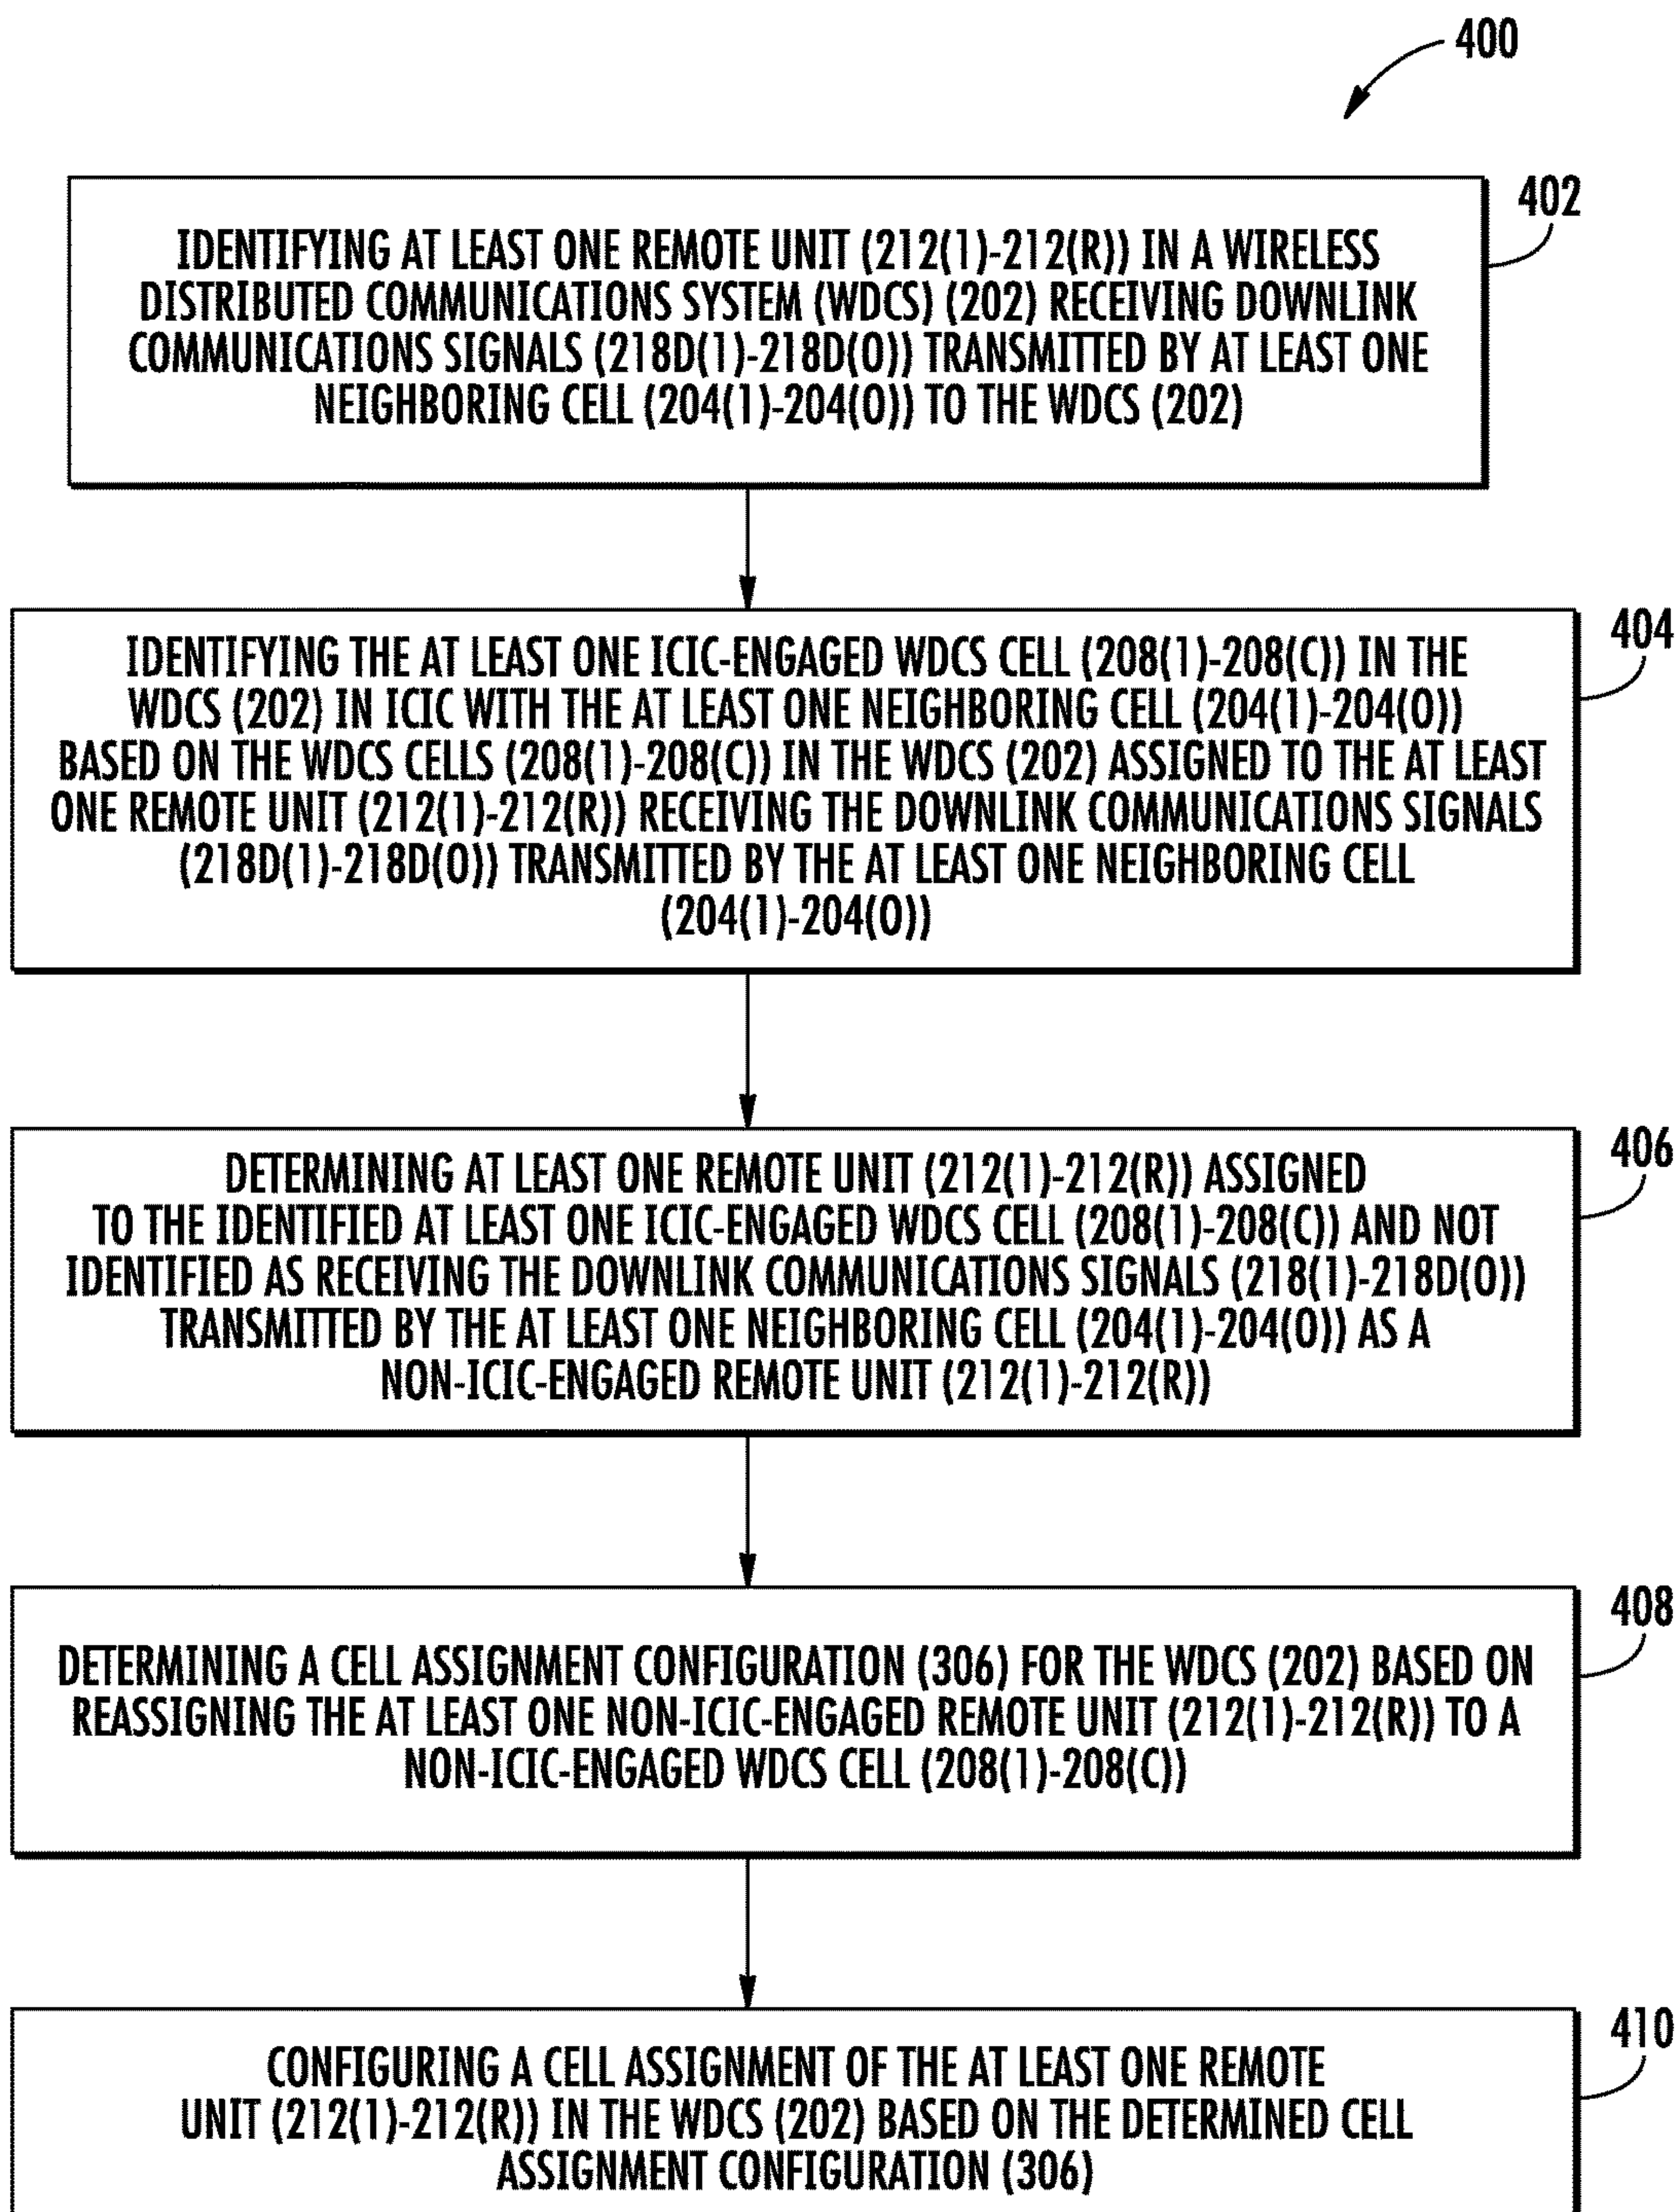 400
402
IDENTIFYING AT LEAST ONE REMOTE UNIT (212(1)-212(R)) IN A WIRELESS
DISTRIBUTED COMMUNICATIONS SYSTEM (WDCS) (202) RECEIVING DOWNLINK
COMMUNICATIONS SIGNALS (218D(1)-218D(O)) TRANSMITTED BY AT LEAST ONE
NEIGHBORING CELL (204(1)-204(O)) TO THE WDCS (202)
404
IDENTIFYING THE AT LEAST ONE ICIC-ENGAGED WDCS CELL (208(1)-208(C)) IN THE
WDCS (202) IN ICIC WITH THE AT LEAST ONE NEIGHBORING CELL (204(1)-204(O))
BASED ON THE WDCS CELLS (208(1)-208(C)) IN THE WDCS (202) ASSIGNED TO THE AT LEAST
ONE REMOTE UNIT (212(1)-212(R)) RECEIVING THE DOWNLINK COMMUNICATIONS SIGNALS
(218D(1)-218D(O)) TRANSMITTED BY THE AT LEAST ONE NEIGHBORING CELL
(204(1)-204(O))
406
DETERMINING AT LEAST ONE REMOTE UNIT (212(1)-212(R)) ASSIGNED
TO THE IDENTIFIED AT LEAST ONE ICIC-ENGAGED WDCS CELL (208(1)-208(C)) AND NOT
IDENTIFIED AS RECEIVING THE DOWNLINK COMMUNICATIONS SIGNALS (218(1)-218D(O))
TRANSMITTED BY THE AT LEAST ONE NEIGHBORING CELL (204(1)-204(O)) AS A
NON-ICIC-ENGAGED REMOTE UNIT (212(1)-212(R))
408
DETERMINING A CELL ASSIGNMENT CONFIGURATION (306) FOR THE WDCS (202) BASED ON
REASSIGNING THE AT LEAST ONE NON-ICIC-ENGAGED REMOTE UNIT (212(1)-212(R)) TO A
NON-ICIC-ENGAGED WDCS CELL (208(1)-208(C))
410
CONFIGURING A CELL ASSIGNMENT OF THE AT LEAST ONE REMOTE
UNIT (212(1)-212(R)) IN THE WDCS (202) BASED ON THE DETERMINED CELL
ASSIGNMENT CONFIGURATION (306)